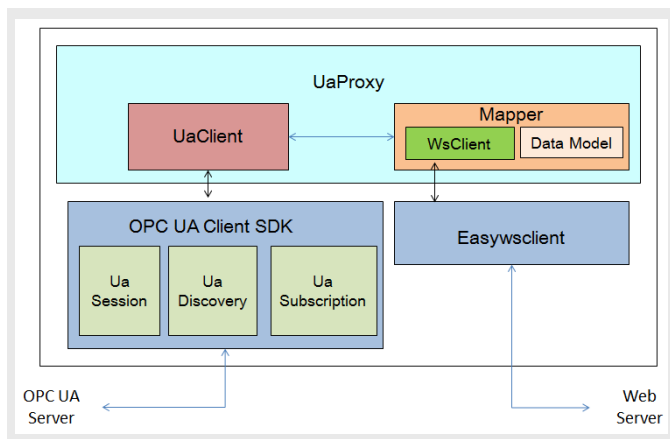 UaProxy
UaClient
Mapper
WsClient
Data Model
OPC UA Client SDK
Ua
Session
Ua
Discovery
Ua
Subscription
Easywsclient
OPC UA
Server
Web
Server